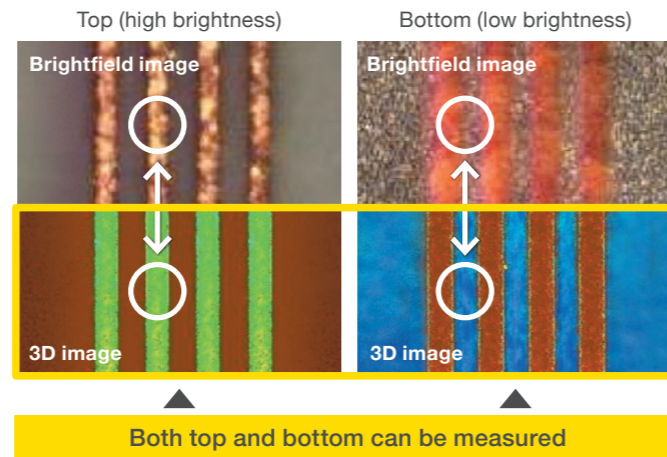 Top (high brightness)
Bottom (low brightness)
Brightfield image
Brightfield image
3D image
3D image
Both top and bottom can be measured